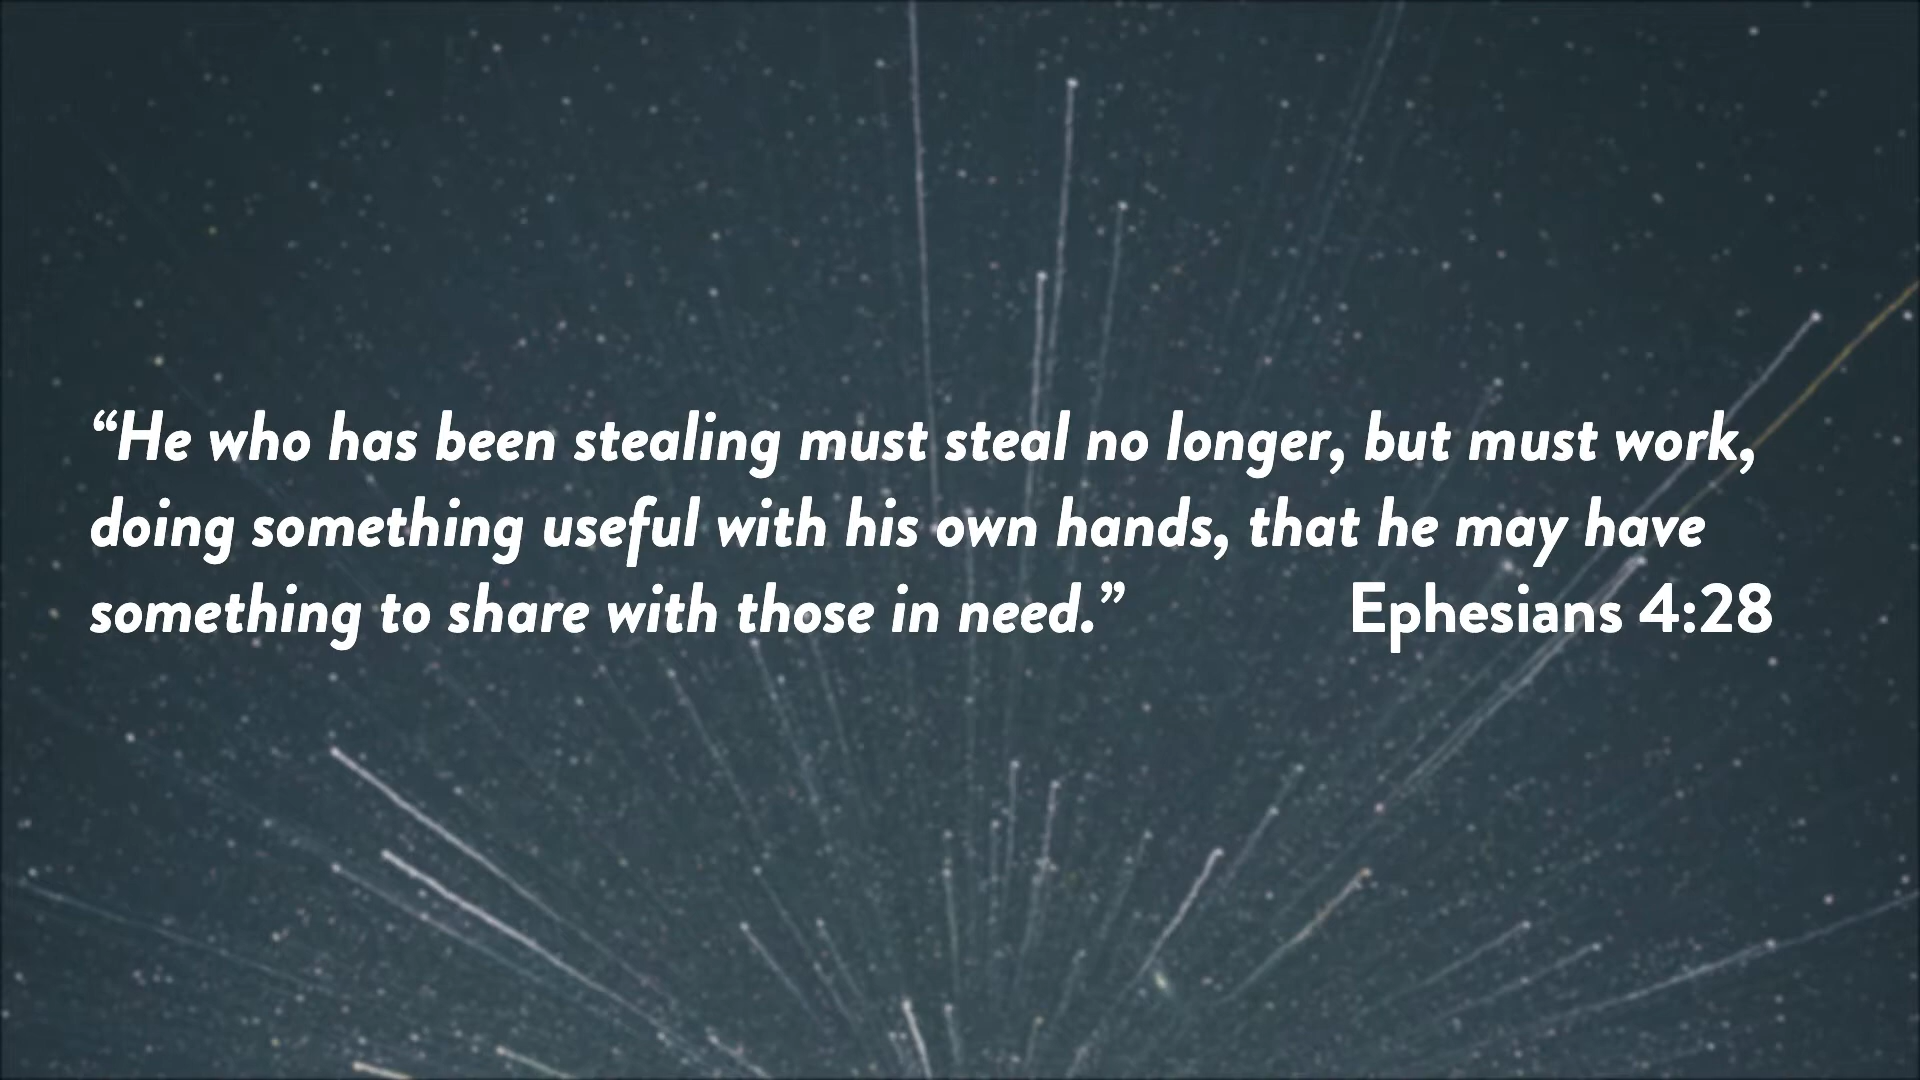 “He who has been stealing must steal no longer, but must work,
doing something useful with his own hands, that he may have
something to share with those in need.” Ephesians 4:28